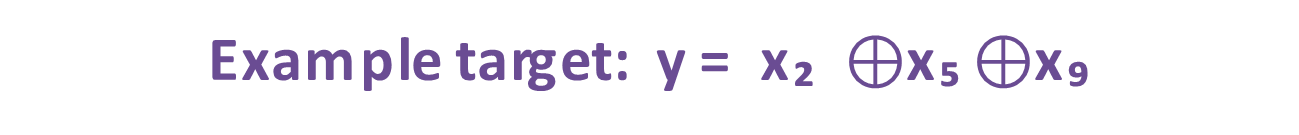 Example target: y = x₂ ⊕x₅ ⊕x₉